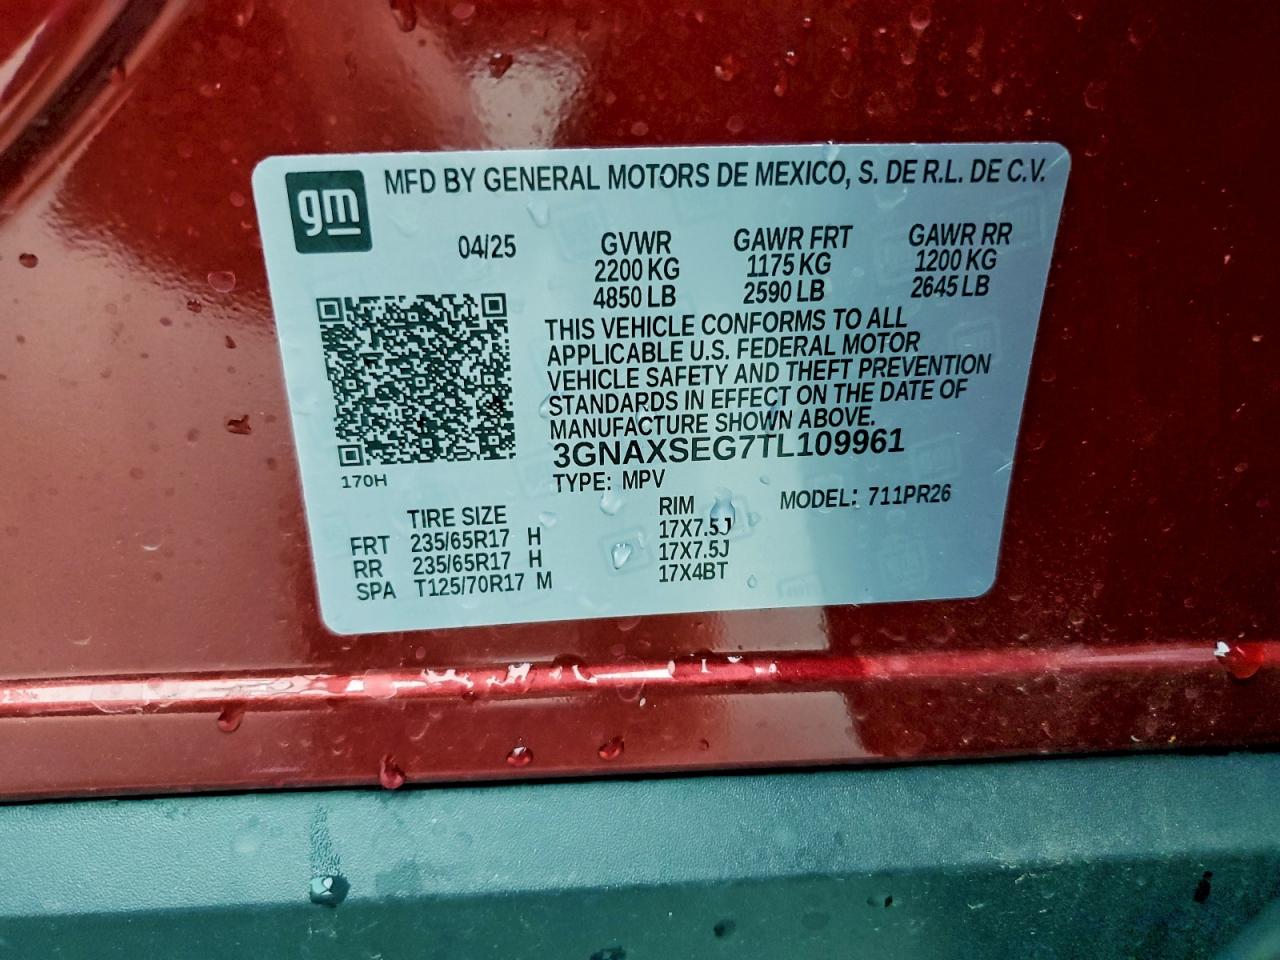 gm MFD BY GENERAL MOTORS DE MEXICO, S. DE R.L. DE C.V.
04/25 GVWR GAWR FRT GAWR RR
2200 KG 1175 KG 1200 KG
4850 LB 2590 LB 2645 LB
THIS VEHICLE CONFORMS TO ALL
APPLICABLE U.S. FEDERAL MOTOR
VEHICLE SAFETY AND THEFT PREVENTION
STANDARDS IN EFFECT ON THE DATE OF
MANUFACTURE SHOWN ABOVE.
3GNAXSEG7TL109961
170H TYPE: MPV MODEL: 711PR26
TIRE SIZE RIM
FRT 235/65R17 H 17X7.5J
RR 235/65R17 H 17X7.5J
SPA T125/70R17 M 17X4BT